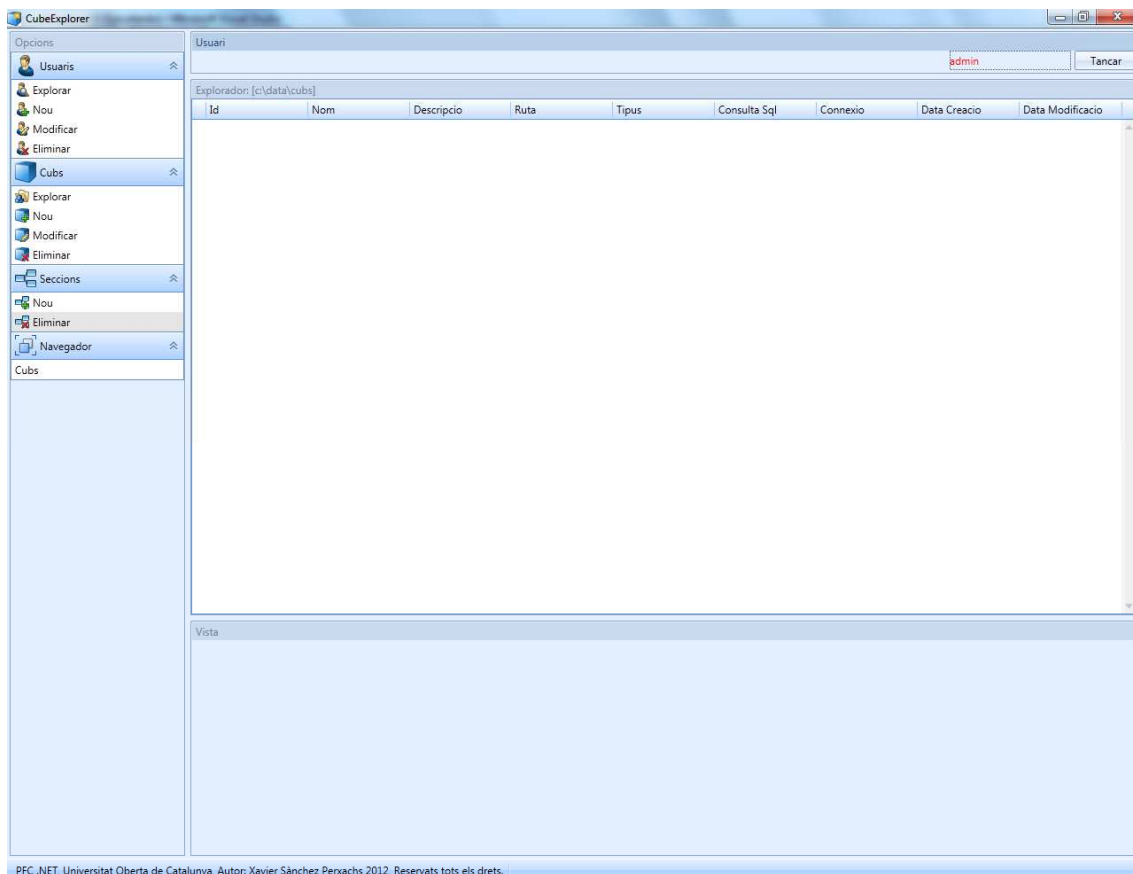 CubeExplorer
Opcions
Usuaris
Explorar
Nou
Modificar
Eliminar
Cubs
Explorar
Nou
Modificar
Eliminar
Seccions
Nou
Eliminar
Navegador
Cubs
Usuari
admin Tancar
Explorador: [c:\data\cubs]
Id Nom Descripcio Ruta Tipus Consulta Sql Connexio Data Creacio Data Modificacio
Vista
PFC .NET. Universitat Oberta de Catalunya. Autor: Xavier Sànchez Perxachs 2012. Reservats tots els drets.